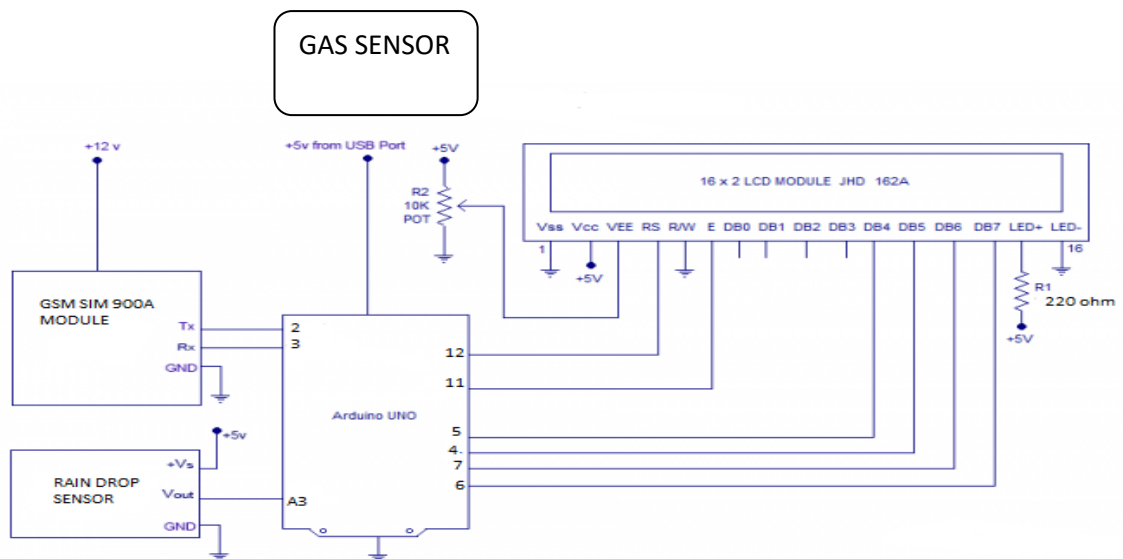 GAS SENSOR
+12 v
+5v from USB Port
+5V
R2
10K
POT
16 x 2 LCD MODULE JHD 162A
Vss Vcc VEE RS R/W E DB0 DB1 DB2 DB3 DB4 DB5 DB6 DB7 LED+ LED-
1
16
+5V
R1
220 ohm
+5V
GSM SIM 900A
MODULE
Tx
Rx
GND
2
3
12
11
Arduino UNO
5
4.
7
6
+5v
RAIN DROP
SENSOR
+Vs
Vout
GND
A3